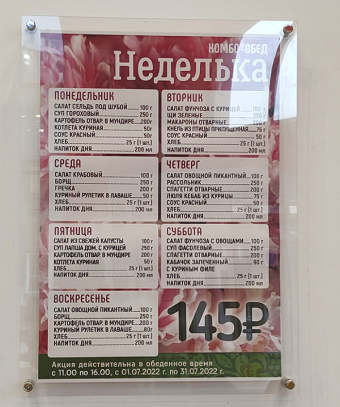 КОМБО-ОБЕД
Неделька
ПОНЕДЕЛЬНИК
САЛАТ СЕЛЬДЬ ПОД ШУБОЙ.....100 г
СУП ГОРОХОВЫЙ.....250 г
КАРТОФЕЛЬ ОТВАР. В МУНДИРЕ....200г
КОТЛЕТА КУРИНАЯ.....50г
СОУС КРАСНЫЙ.....50г
ХЛЕБ.....25 г (1 шт.)
НАПИТОК ДНЯ.....200 мл
ВТОРНИК
САЛАТ ФУНЧОЗА С КУРИЦЕЙ....100 г
ЩИ ЗЕЛЕНЫЕ.....250 г
МАКАРОНЫ ОТВАРНЫЕ.....200г
КНЕЛЬ ИЗ ПТИЦЫ ПРИПУЩЕННАЯ....75 г
СОУС КРАСНЫЙ.....50 г
ХЛЕБ.....25 г (1 шт.)
НАПИТОК ДНЯ.....200 мл
СРЕДА
САЛАТ КРАБОВЫЙ.....100 г
БОРЩ.....250 г
ГРЕЧКА.....200 г
КУРИНЫЙ РУЛЕТИК В ЛАВАШЕ.....50 г
ХЛЕБ.....25 г (1 шт.)
НАПИТОК ДНЯ.....200 мл
ЧЕТВЕРГ
САЛАТ ОВОЩНОЙ ПИКАНТНЫЙ.....100 г
РАССОЛЬНИК.....250 г
СПАГЕТТИ ОТВАРНЫЕ.....200 г
ЛЮЛЯ КЕБАБ ИЗ КУРИЦЫ.....75 г
СОУС КРАСНЫЙ.....50 г
ХЛЕБ.....25 г (1 шт.)
НАПИТОК ДНЯ.....200 мл
ПЯТНИЦА
САЛАТ ИЗ СВЕЖЕЙ КАПУСТЫ 100 г
СУП ЛАПША ДОМ. С КУРИЦЕЙ 250 г
КАРТОФЕЛЬ ОТВАР. В МУНДИРЕ 200 г
КОТЛЕТА КУРИНАЯ 50 г
ХЛЕБ.....25 г (1 шт.)
НАПИТОК ДНЯ.....200 мл
СУББОТА
САЛАТ ФУНЧОЗА С ОВОЩАМИ.....100 г
СУП ФАСОЛЕВЫЙ.....250 г
СПАГЕТТИ ОТВАРНЫЕ.....200 г
КАБАЧОК ЗАПЕЧЕННЫЙ.....90 г
С КУРИНЫМ ФИЛЕ
ХЛЕБ.....25 г (1 шт.)
НАПИТОК ДНЯ.....200 мл
ВОСКРЕСЕНЬЕ
САЛАТ ОВОЩНОЙ ПИКАНТНЫЙ.....100 г
БОРЩ.....250 г
КАРТОФЕЛЬ ОТВАР. В МУНДИРЕ....200 г
КУРИНЫЙ РУЛЕТИК В ЛАВАШЕ.....80г
ХЛЕБ.....25 г (1 шт.)
НАПИТОК ДНЯ.....200 мл
145₽
Акция действительна в обеденное время
с 11.00 по 16.00, с 01.07.2022 г. по 31.07.2022 г.